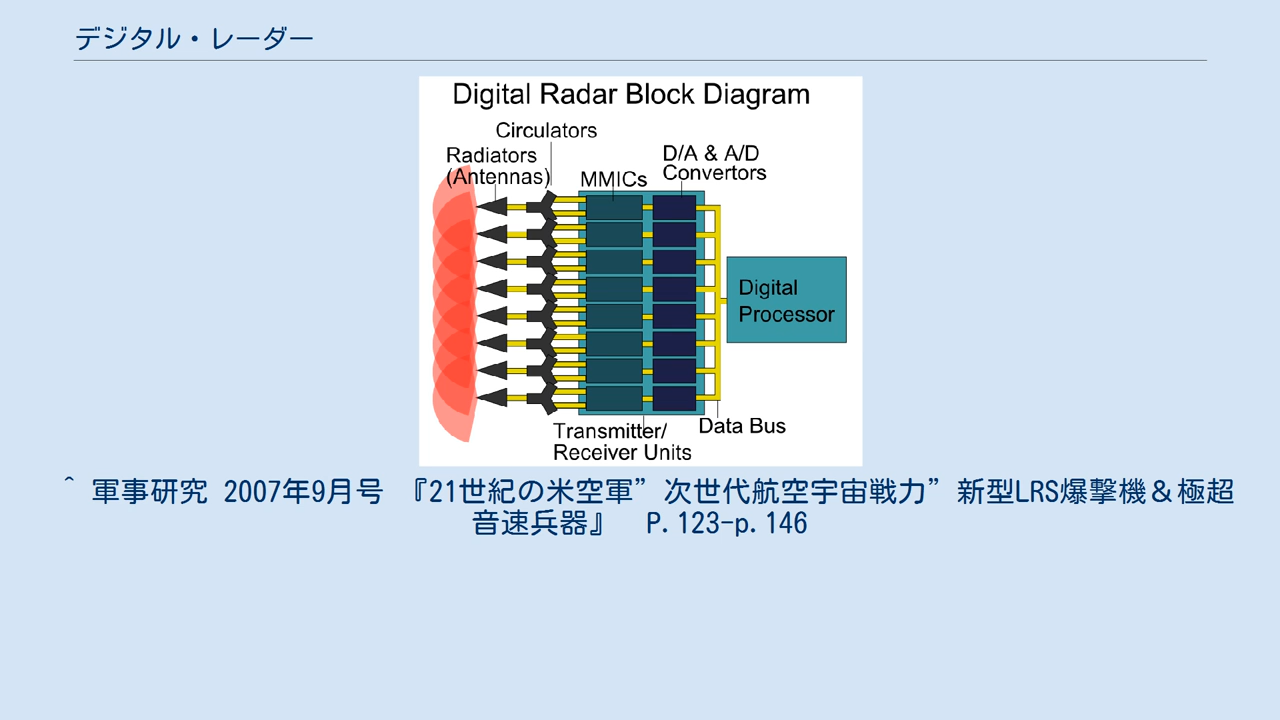 デジタル・レーダー
Digital Radar Block Diagram
Circulators
Radiators
(Antennas)
MMICs
D/A & A/D
Convertors
Digital
Processor
Transmitter/
Receiver Units
Data Bus
^ 軍事研究 2007年9月号 『21世紀の米空軍”次世代航空宇宙戦力”新型LRS爆撃機＆極超
音速兵器』 P.123-p.146